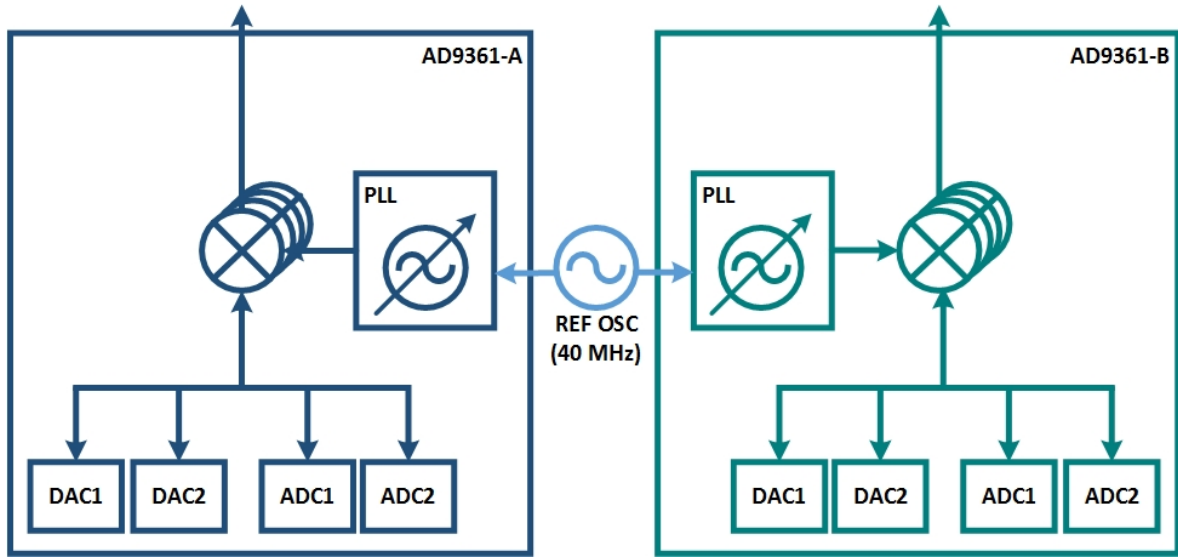 AD9361-A
AD9361-B
PLL
PLL
REF OSC
(40 MHz)
DAC1
DAC2
ADC1
ADC2
DAC1
DAC2
ADC1
ADC2